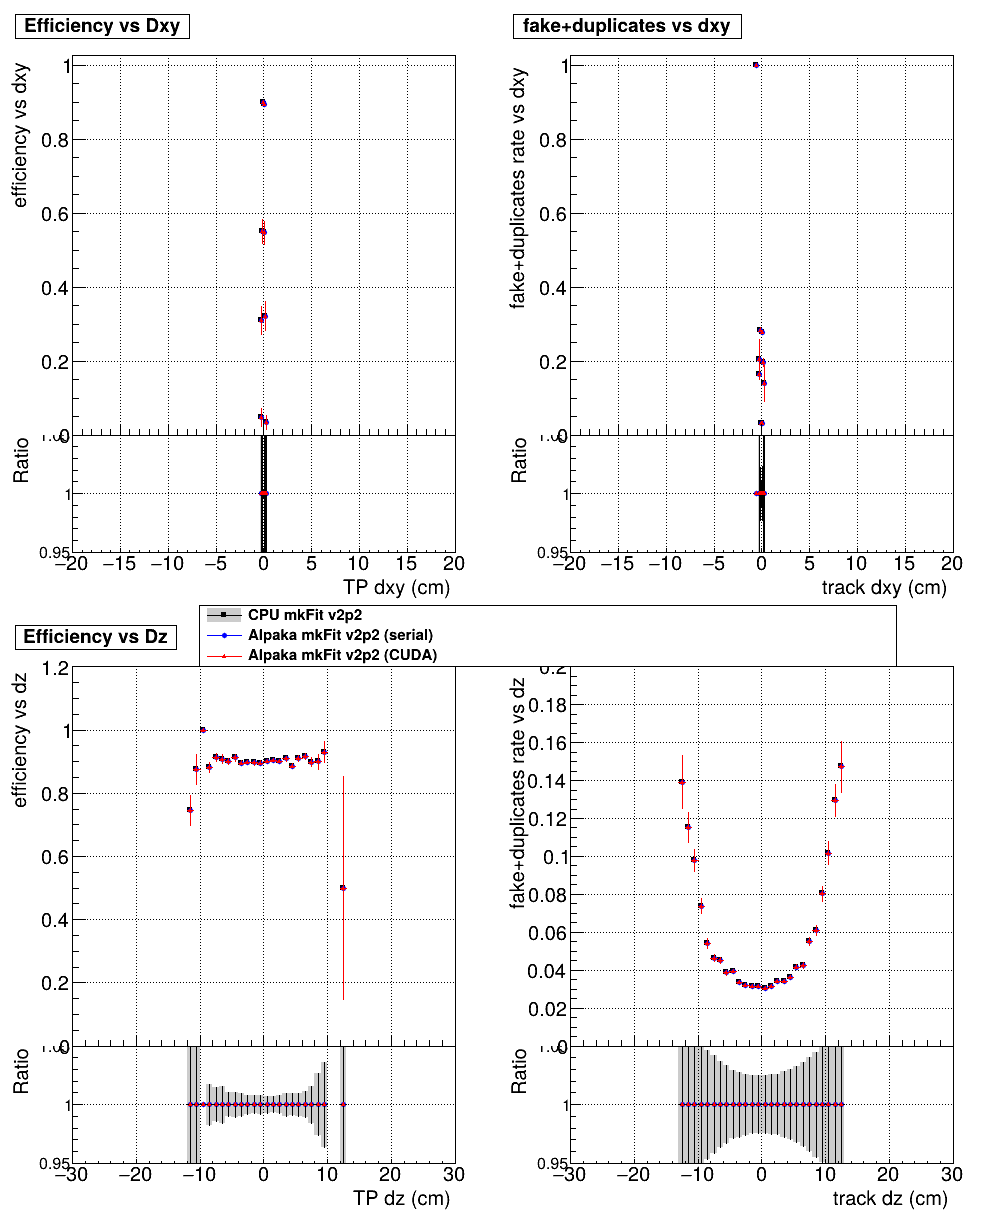 Efficiency vs Dxy
fake+duplicates vs dxy
efficiency vs dxy
1
0.8
0.6
0.4
0.2
0
fake+duplicates rate vs dxy
1
0.8
0.6
0.4
0.2
0
Ratio
1
0.95
−20 −15 −10 −5 0 5 10 15 20
TP dxy (cm)
Ratio
1
0.95
−20 −15 −10 −5 0 5 10 15 20
track dxy (cm)
CPU mkFit v2p2
Alpaka mkFit v2p2 (serial)
Alpaka mkFit v2p2 (CUDA)
Efficiency vs Dz
efficiency vs dz
1.2
1
0.8
0.6
0.4
0.2
0
fake+duplicates rate vs dz
0.2
0.18
0.16
0.14
0.12
0.1
0.08
0.06
0.04
0.02
0
Ratio
1
0.95
−30 −20 −10 0 10 20 30
TP dz (cm)
Ratio
1
0.95
−30 −20 −10 0 10 20 30
track dz (cm)